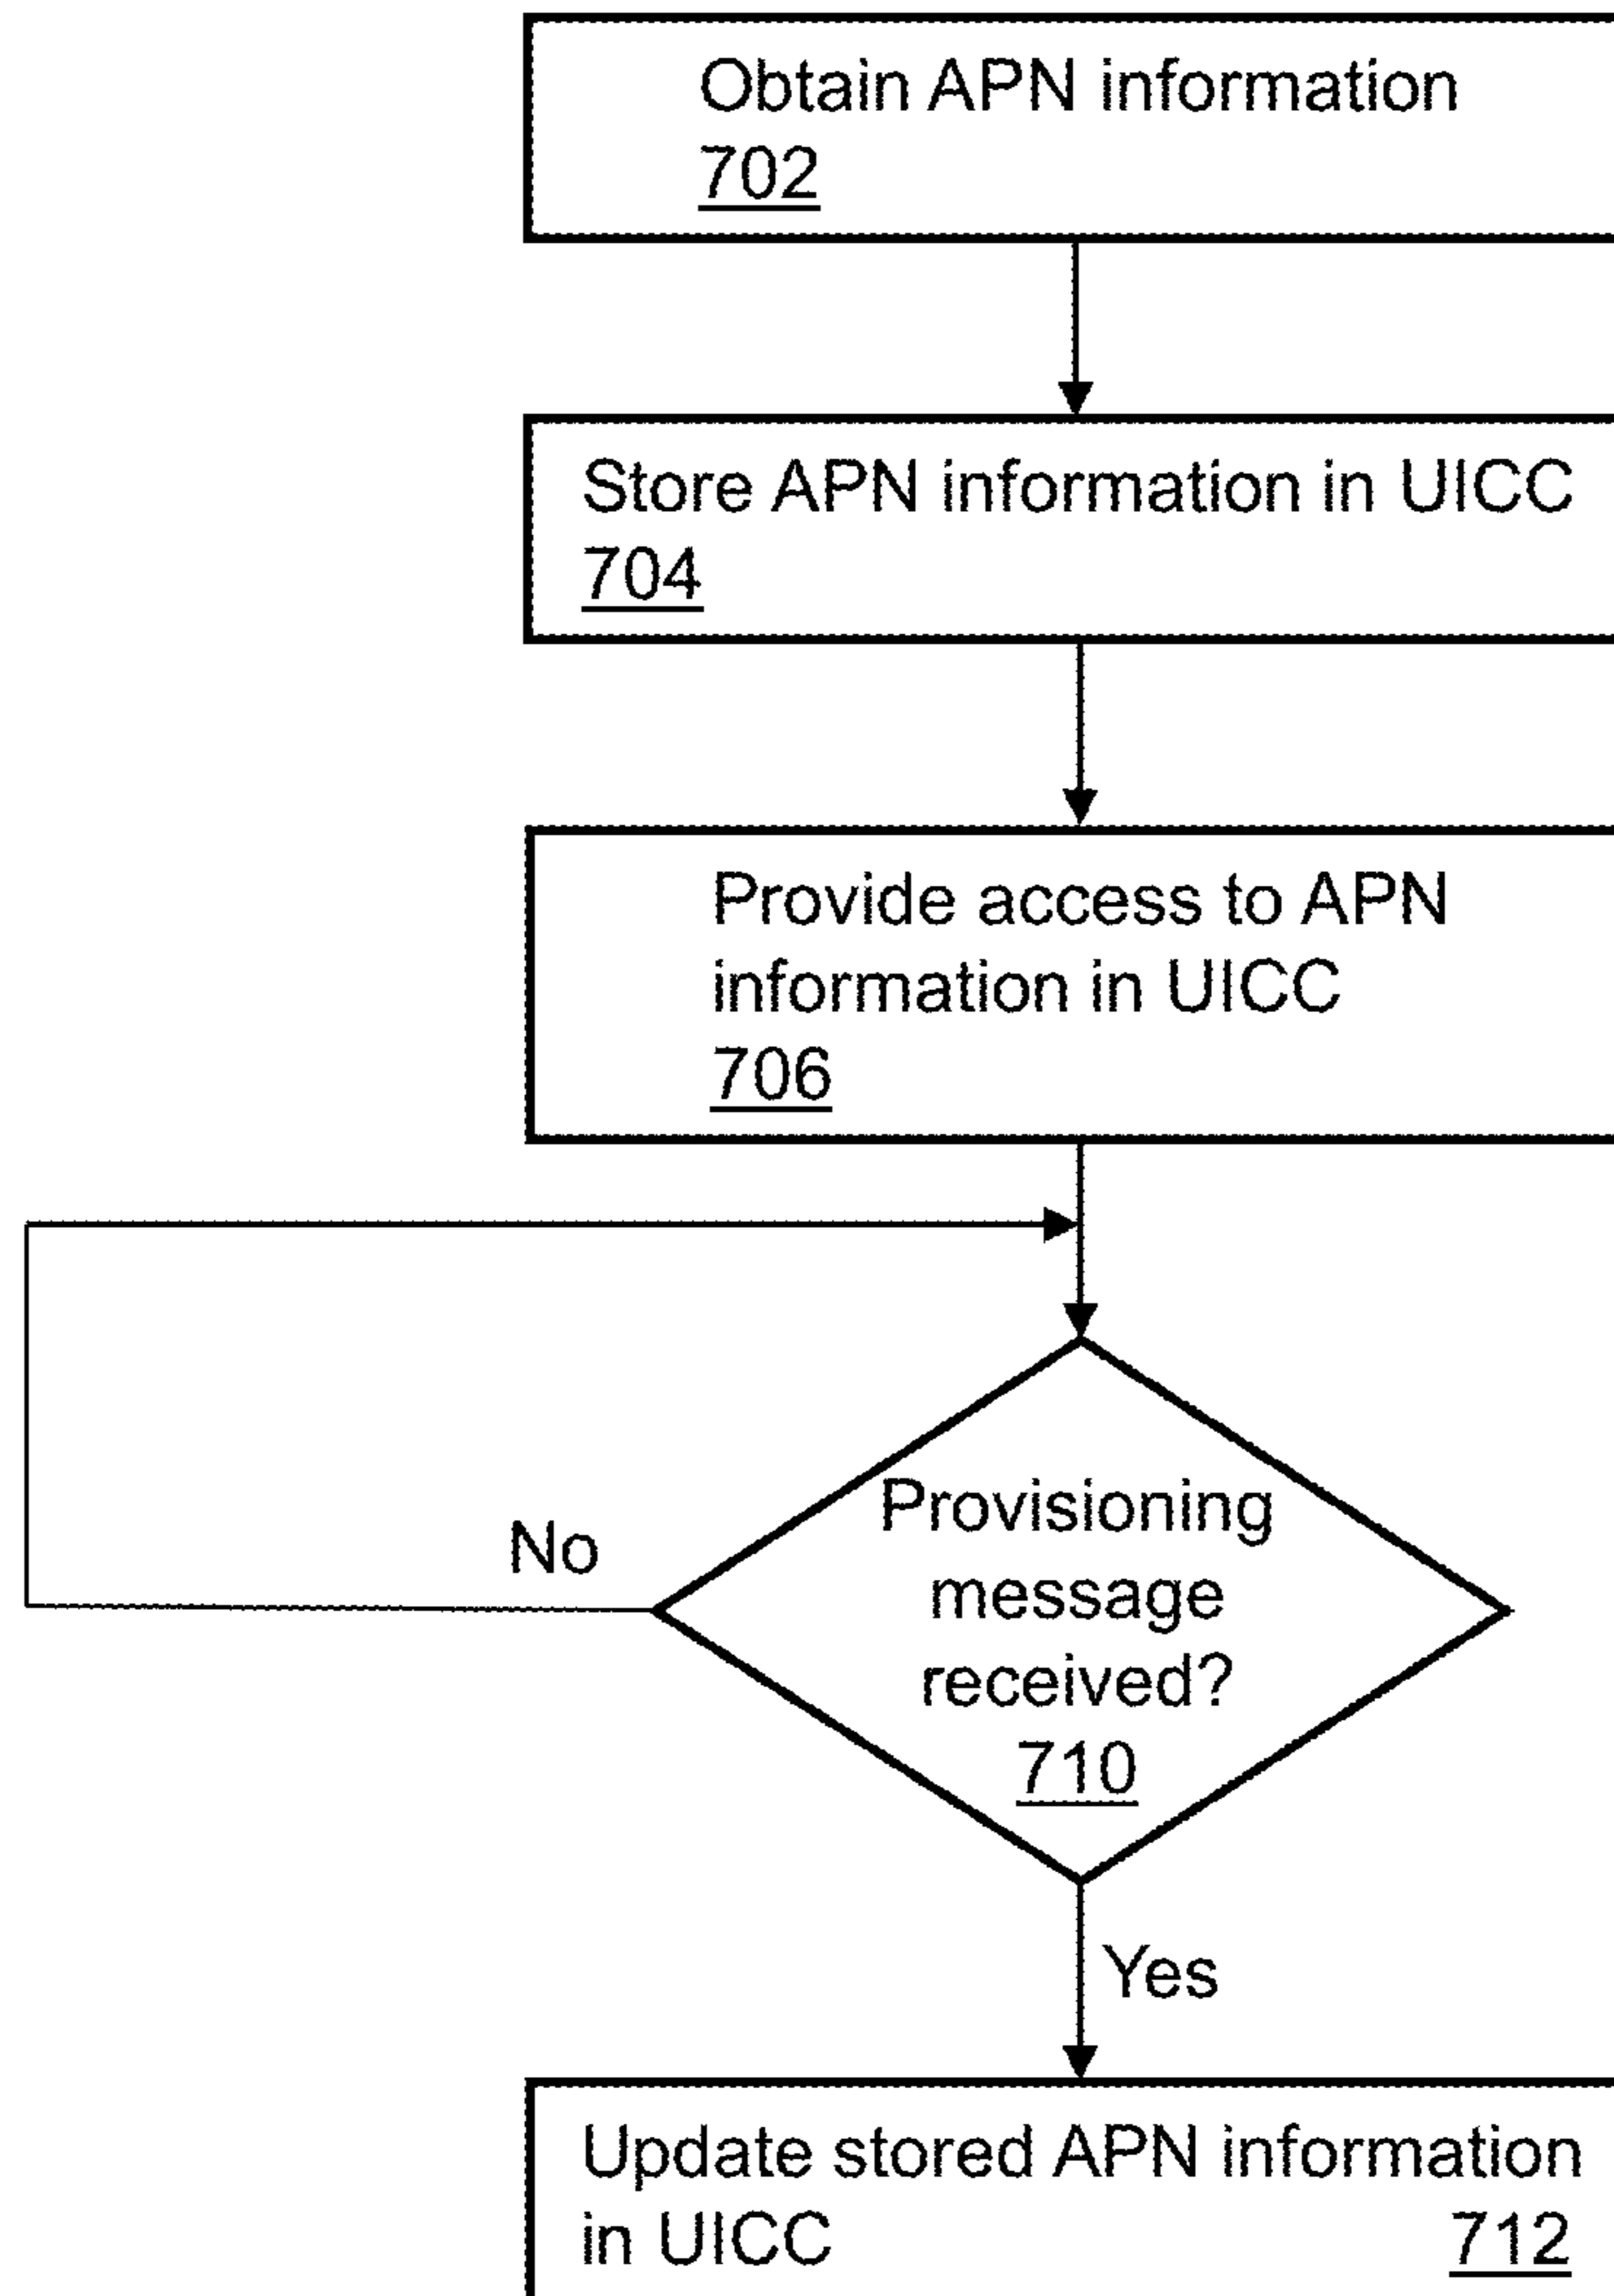 Obtain APN information
702
Store APN information in UICC
704
Provide access to APN
information in UICC
706
No
Provisioning
message
received?
710
Yes
Update stored APN information
in UICC 712